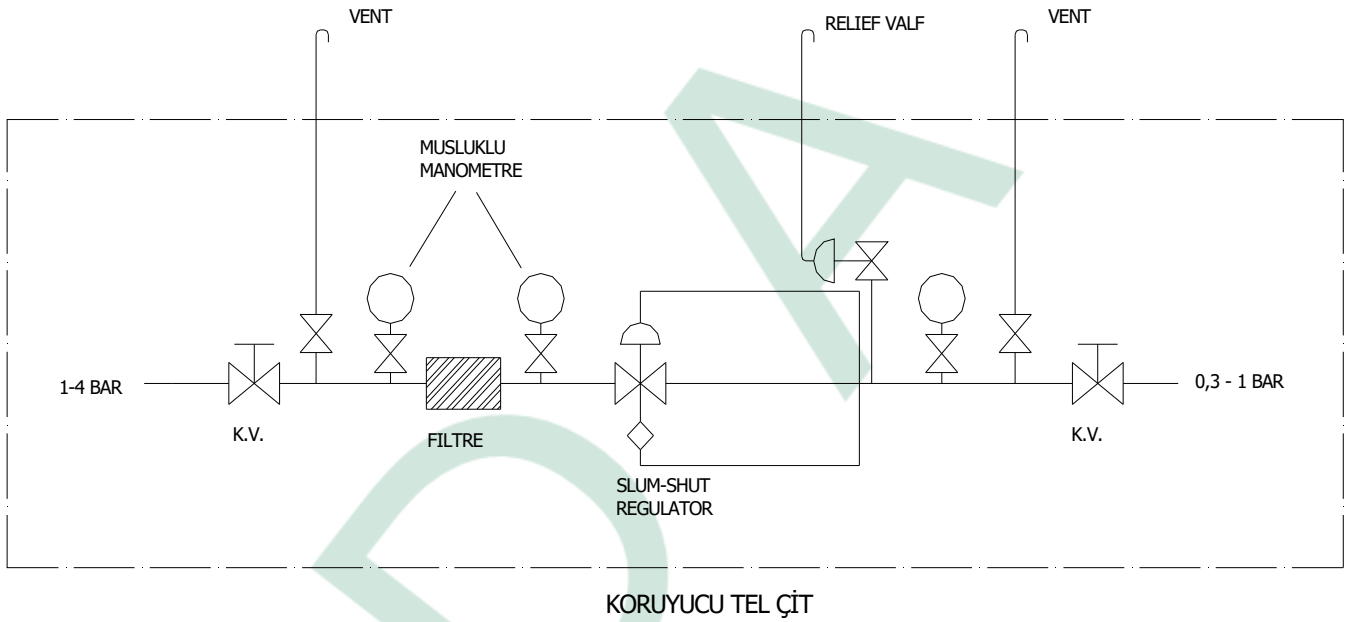 VENT
RELIEF VALF
VENT
MUSLUKLU
MANOMETRE
1-4 BAR
0,3 - 1 BAR
K.V.
FILTRE
K.V.
SLUM-SHUT
REGULATOR
KORUYUCU TEL ÇİT